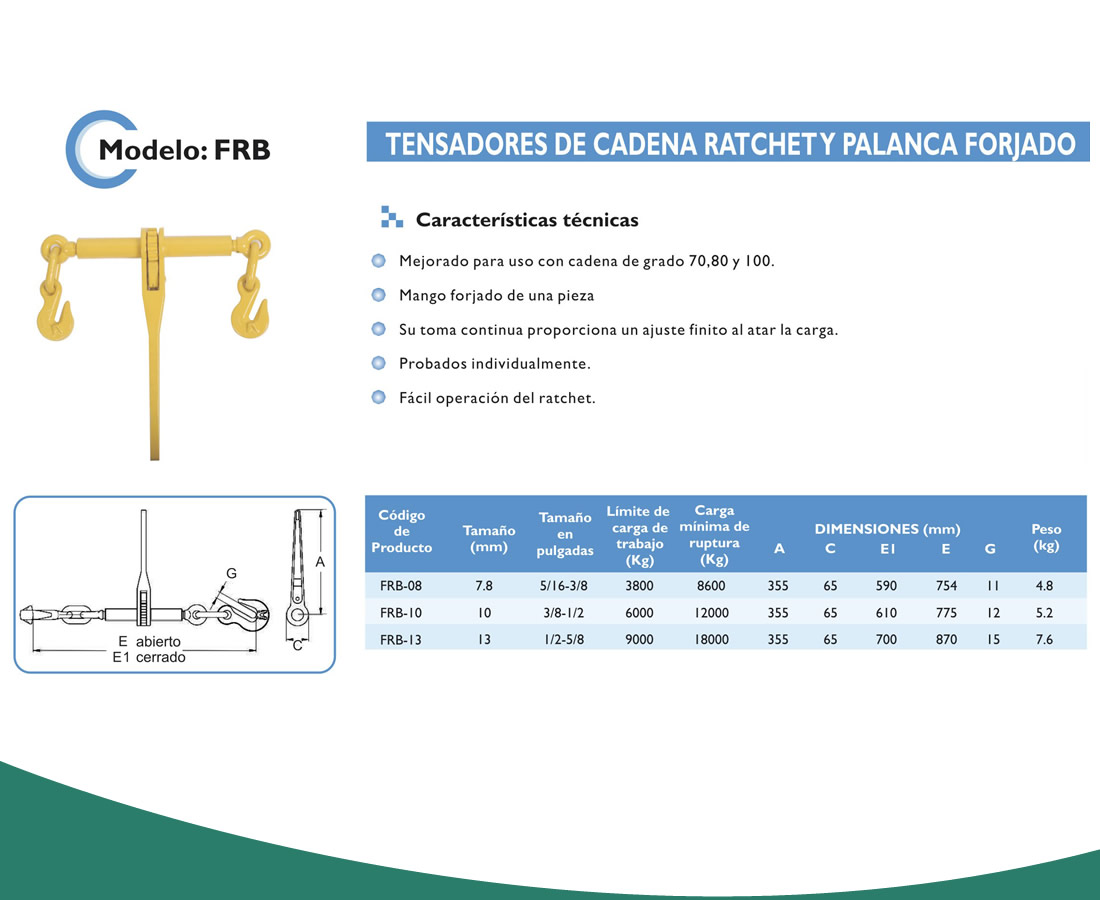 Modelo: FRB
TENSADORES DE CADENA RATCHET Y PALANCA FORJADO
Características técnicas
Mejorado para uso con cadena de grado 70,80 y 100.
Mango forjado de una pieza
Su toma continua proporciona un ajuste finito al atar la carga.
Probados individualmente.
Fácil operación del ratchet.
G
A
E abierto
E1 cerrado
C
Código de Producto Tamaño (mm) Tamaño en pulgadas Límite de carga de trabajo (Kg) Carga mínima de ruptura (Kg) DIMENSIONES (mm) Peso (kg)
A C E1 E G
FRB-08 7.8 5/16-3/8 3800 8600 355 65 590 754 11 4.8
FRB-10 10 3/8-1/2 6000 12000 355 65 610 775 12 5.2
FRB-13 13 1/2-5/8 9000 18000 355 65 700 870 15 7.6